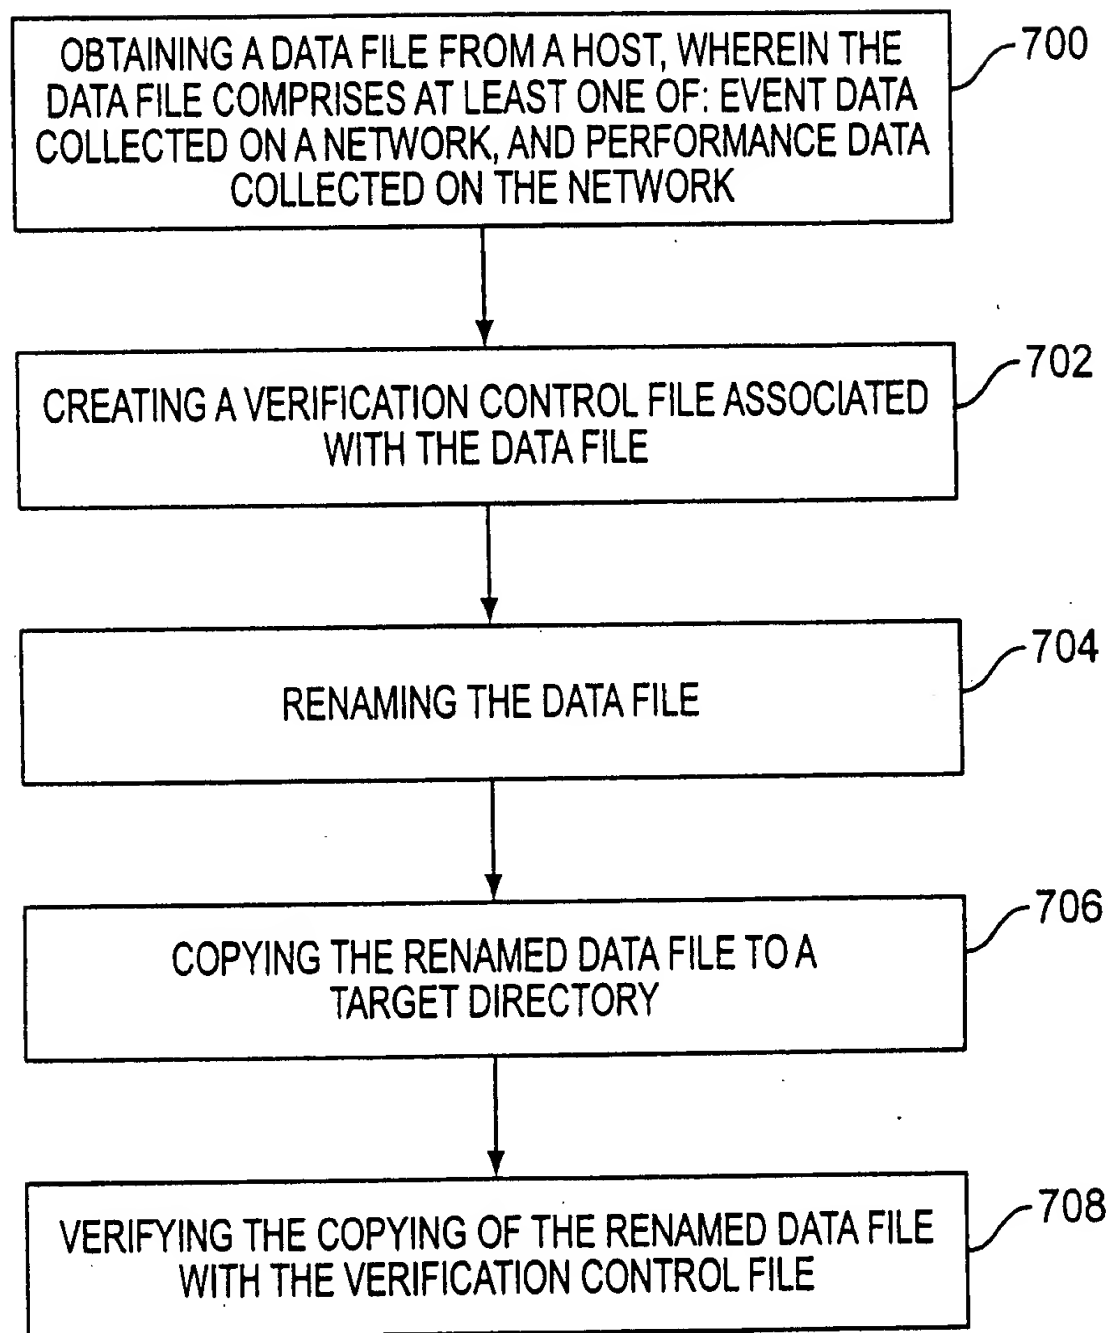 OBTAINING A DATA FILE FROM A HOST, WHEREIN THE
DATA FILE COMPRISES AT LEAST ONE OF: EVENT DATA
COLLECTED ON A NETWORK, AND PERFORMANCE DATA
COLLECTED ON THE NETWORK
700
CREATING A VERIFICATION CONTROL FILE ASSOCIATED
WITH THE DATA FILE
702
RENAMING THE DATA FILE
704
COPYING THE RENAMED DATA FILE TO A
TARGET DIRECTORY
706
VERIFYING THE COPYING OF THE RENAMED DATA FILE
WITH THE VERIFICATION CONTROL FILE
708